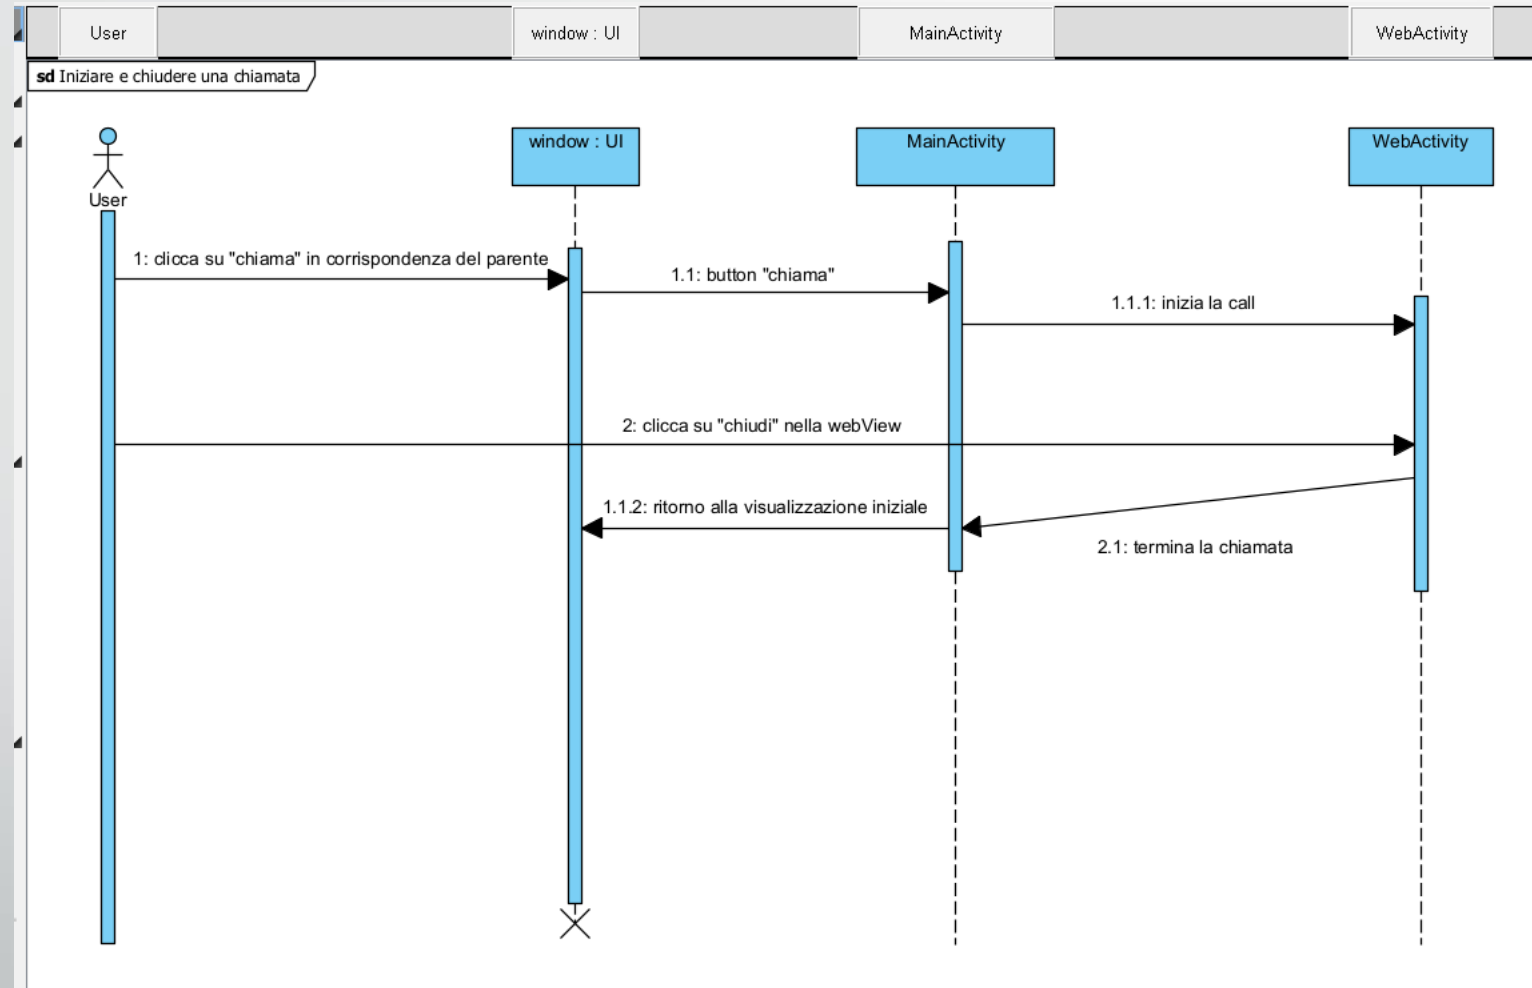 User
window : UI
MainActivity
WebActivity
sd Iniziare e chiudere una chiamata
window : UI
MainActivity
WebActivity
User
1: clicca su "chiama" in corrispondenza del parente
1.1: button "chiama"
1.1.1: inizia la call
2: clicca su "chiudi" nella webView
1.1.2: ritorno alla visualizzazione iniziale
2.1: termina la chiamata